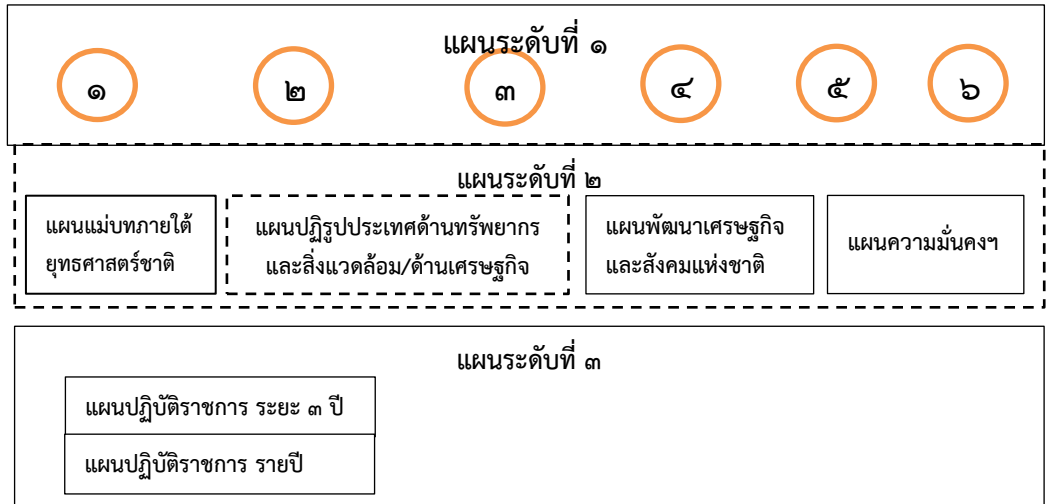 แผนระดับที่ ๑
๑ ๒ ๓ ๔ ๕ ๖
แผนระดับที่ ๒
แผนแม่บทภายใต้
ยุทธศาสตร์ชาติ
แผนปฏิรูปประเทศด้านทรัพยากร
และสิ่งแวดล้อม/ด้านเศรษฐกิจ
แผนพัฒนาเศรษฐกิจ
และสังคมแห่งชาติ
แผนความมั่นคงฯ
แผนระดับที่ ๓
แผนปฏิบัติราชการ ระยะ ๓ ปี
แผนปฏิบัติราชการ รายปี